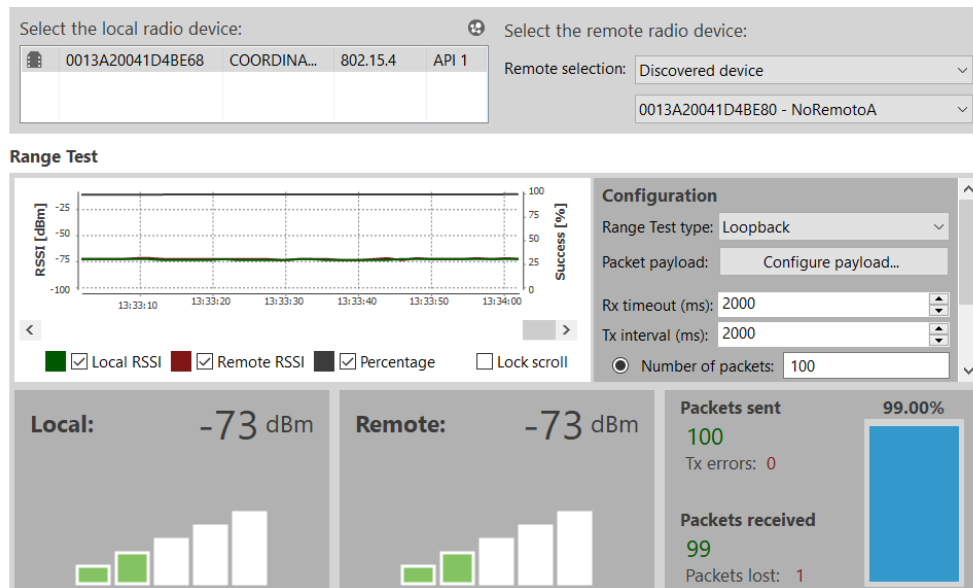 Select the local radio device:
0013A20041D4BE68 COORDINA... 802.15.4 API 1
Select the remote radio device:
Remote selection: Discovered device
0013A20041D4BE80 - NoRemotoA
Range Test
RSSI [dBm]
-25
-50
-75
-100
100
75
50
25
0
Success [%]
13:33:10 13:33:20 13:33:30 13:33:40 13:33:50 13:34:00
Local RSSI Remote RSSI Percentage Lock scroll
Configuration
Range Test type: Loopback
Packet payload: Configure payload...
Rx timeout (ms): 2000
Tx interval (ms): 2000
Number of packets: 100
Local: -73 dBm
Remote: -73 dBm
Packets sent 99.00%
100
Tx errors: 0
Packets received
99
Packets lost: 1